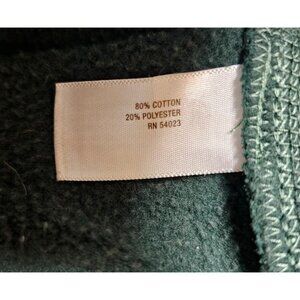 80% COTTON
20% POLYESTER
RN 54023